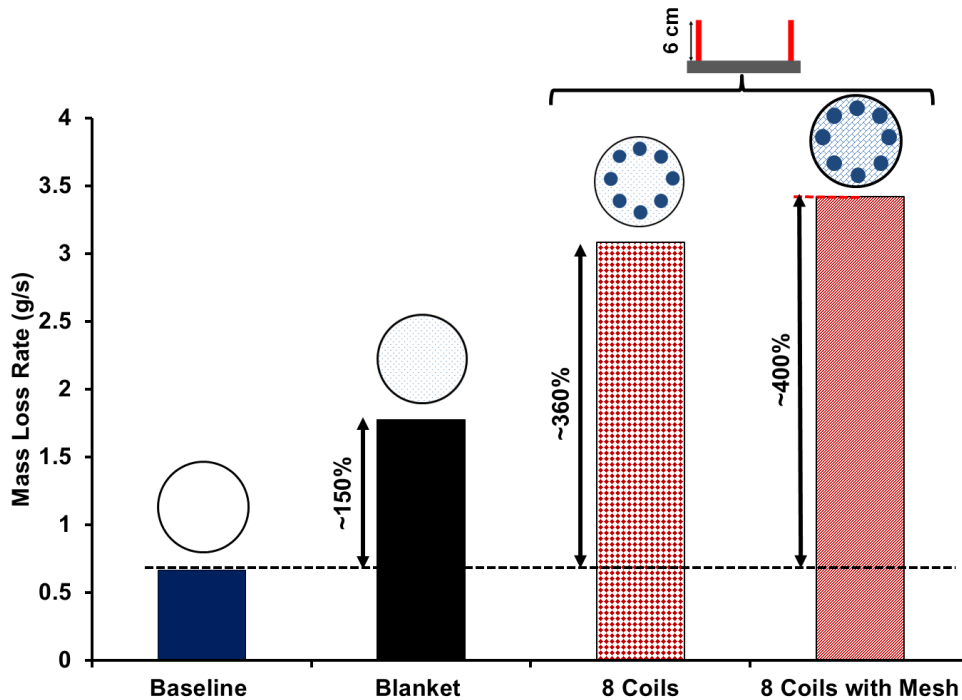 6 cm
4
3.5
3
2.5
2
1.5
1
0.5
0
Mass Loss Rate (g/s)
~150%
~360%
~400%
Baseline
Blanket
8 Coils
8 Coils with Mesh